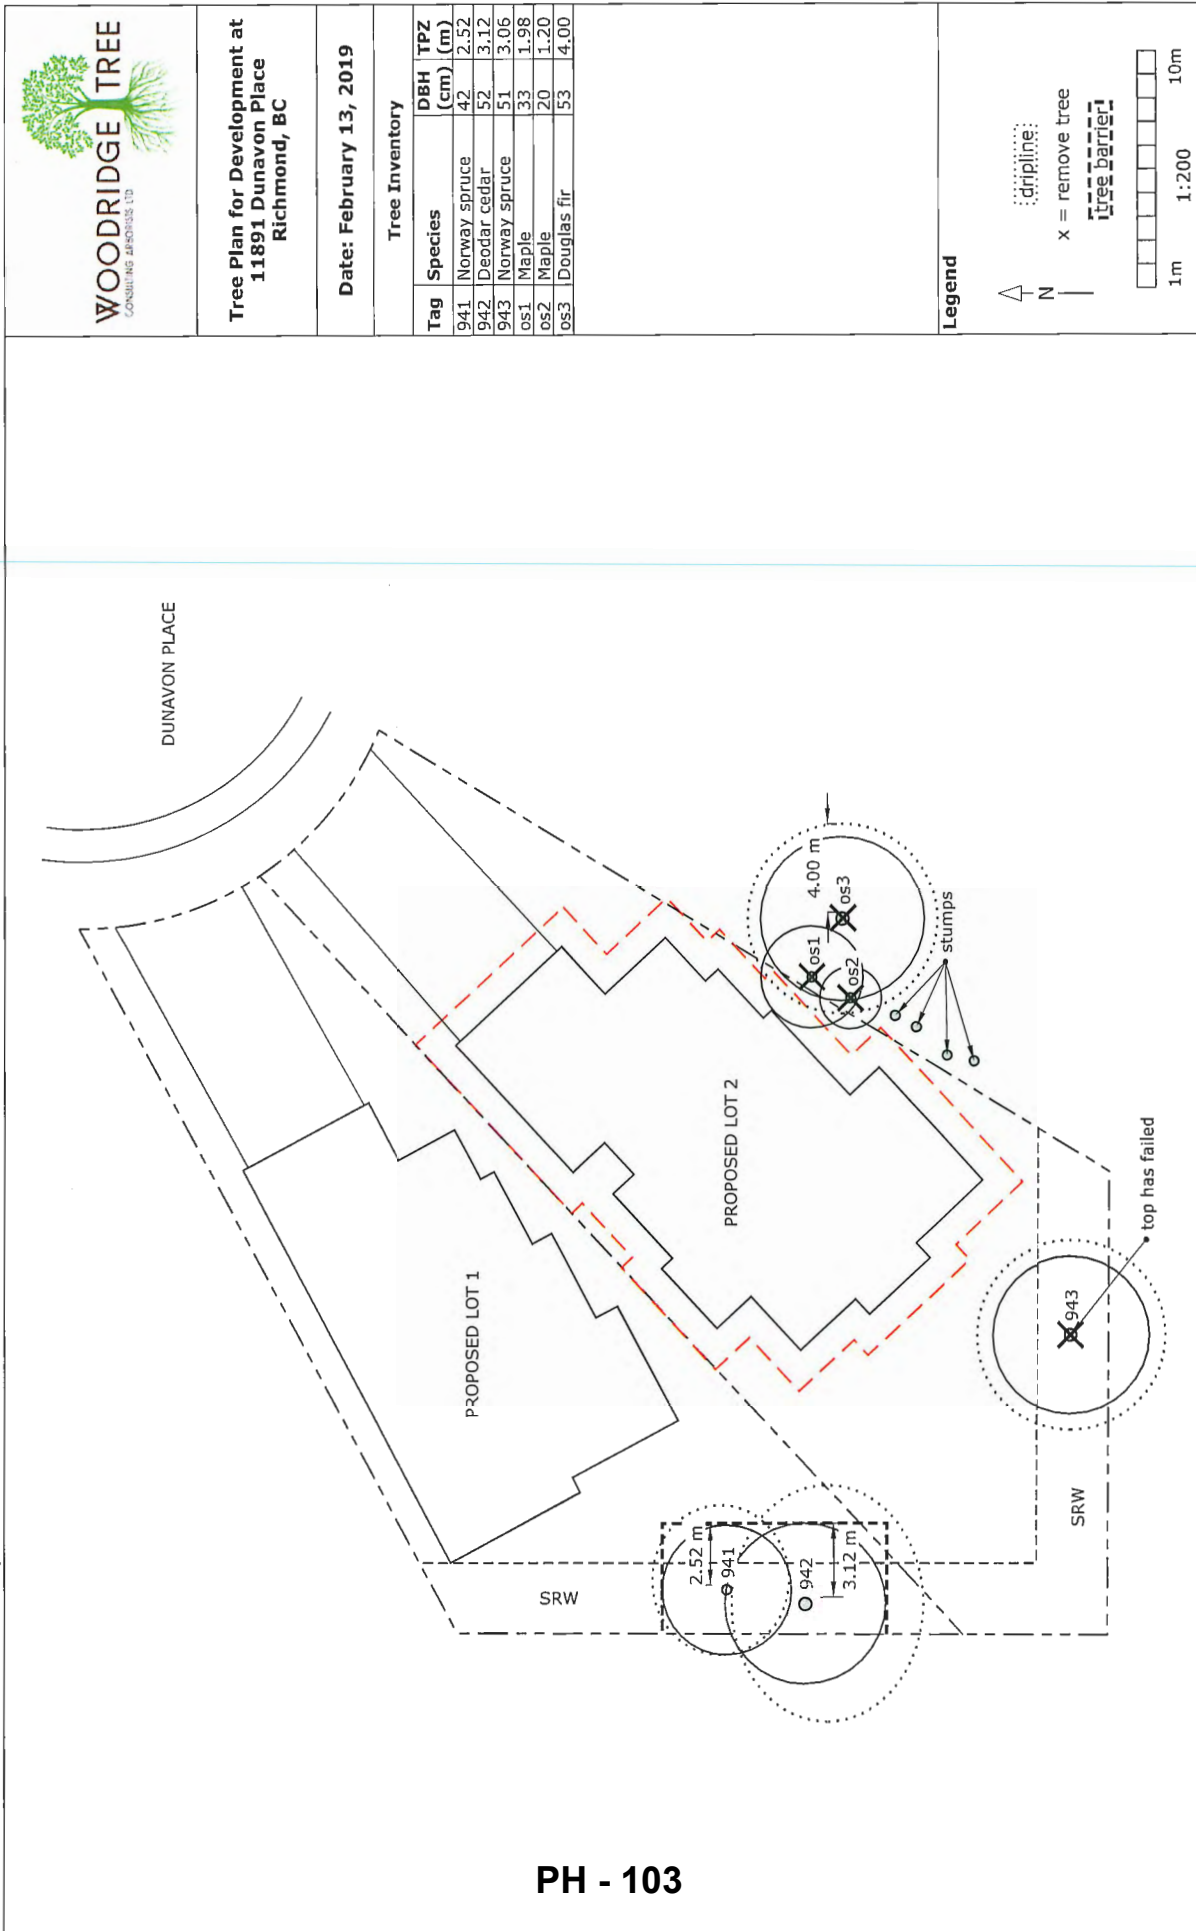 WOODRIDGE TREE
CONSULTING ARBORISTS LTD
Tree Plan for Development at
11891 Dunavon Place
Richmond, BC
Date: February 13, 2019
Tree Inventory
Tag Species DBH (cm) TPZ (m)
941 Norway spruce 42 2.52
942 Deodar cedar 52 3.12
943 Norway spruce 51 3.06
os1 Maple 33 1.98
os2 Maple 20 1.20
os3 Douglas fir 53 4.00
Legend
N
dripline
x = remove tree
tree barrier
1m 10m
1:200
DUNAVON PLACE
PROPOSED LOT 1
PROPOSED LOT 2
4.00 m
os1
os2
os3
stumps
top has failed
943
SRW
SRW
2.52 m
941
942
3.12 m
PH - 103